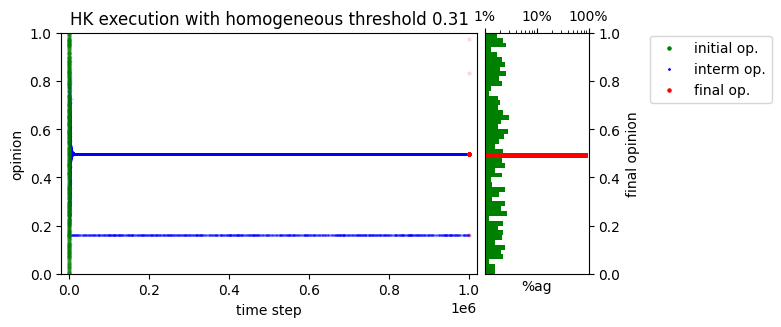 HK execution with homogeneous threshold 0.31
1% 10% 100%
initial op.
interm op.
final op.
1.0
0.8
0.6
0.4
0.2
0.0
opinion
1.0
0.8
0.6
0.4
0.2
0.0
final opinion
0.0 0.2 0.4 0.6 0.8 1.0
1e6
time step
%ag